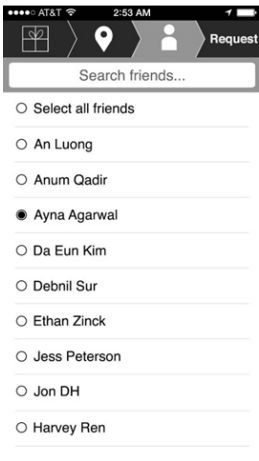 AT&T 2:53 AM
Request
Search friends...
Select all friends
An Luong
Anum Qadir
Ayna Agarwal
Da Eun Kim
Debnil Sur
Ethan Zinck
Jess Peterson
Jon DH
Harvey Ren